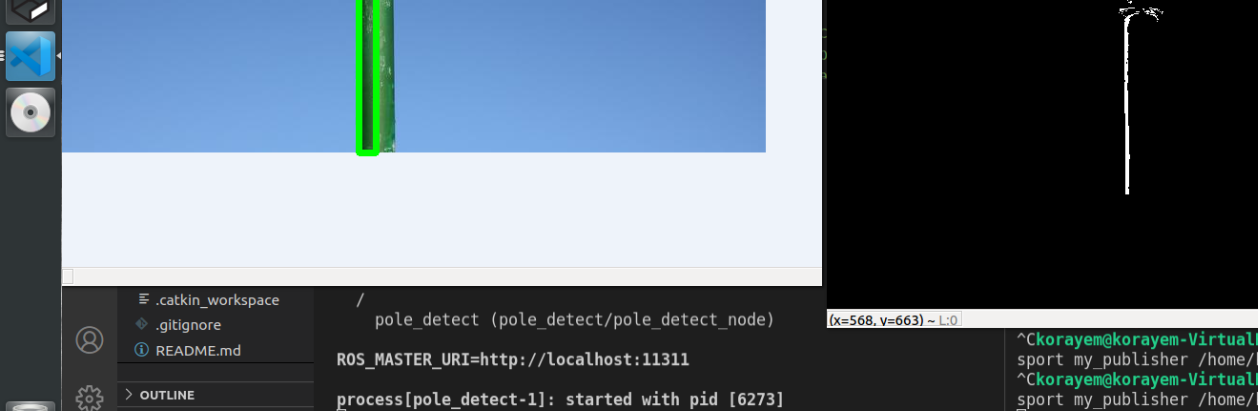 (x=568, y=663) ~ L:0
.catkin_workspace
.gitignore
README.md
OUTLINE
/
pole_detect (pole_detect/pole_detect_node)
ROS_MASTER_URI=http://localhost:11311
process[pole_detect-1]: started with pid [6273]
^Ckorayem@korayem-Virtual
sport my_publisher /home/
^Ckorayem@korayem-Virtual
sport my_publisher /home/